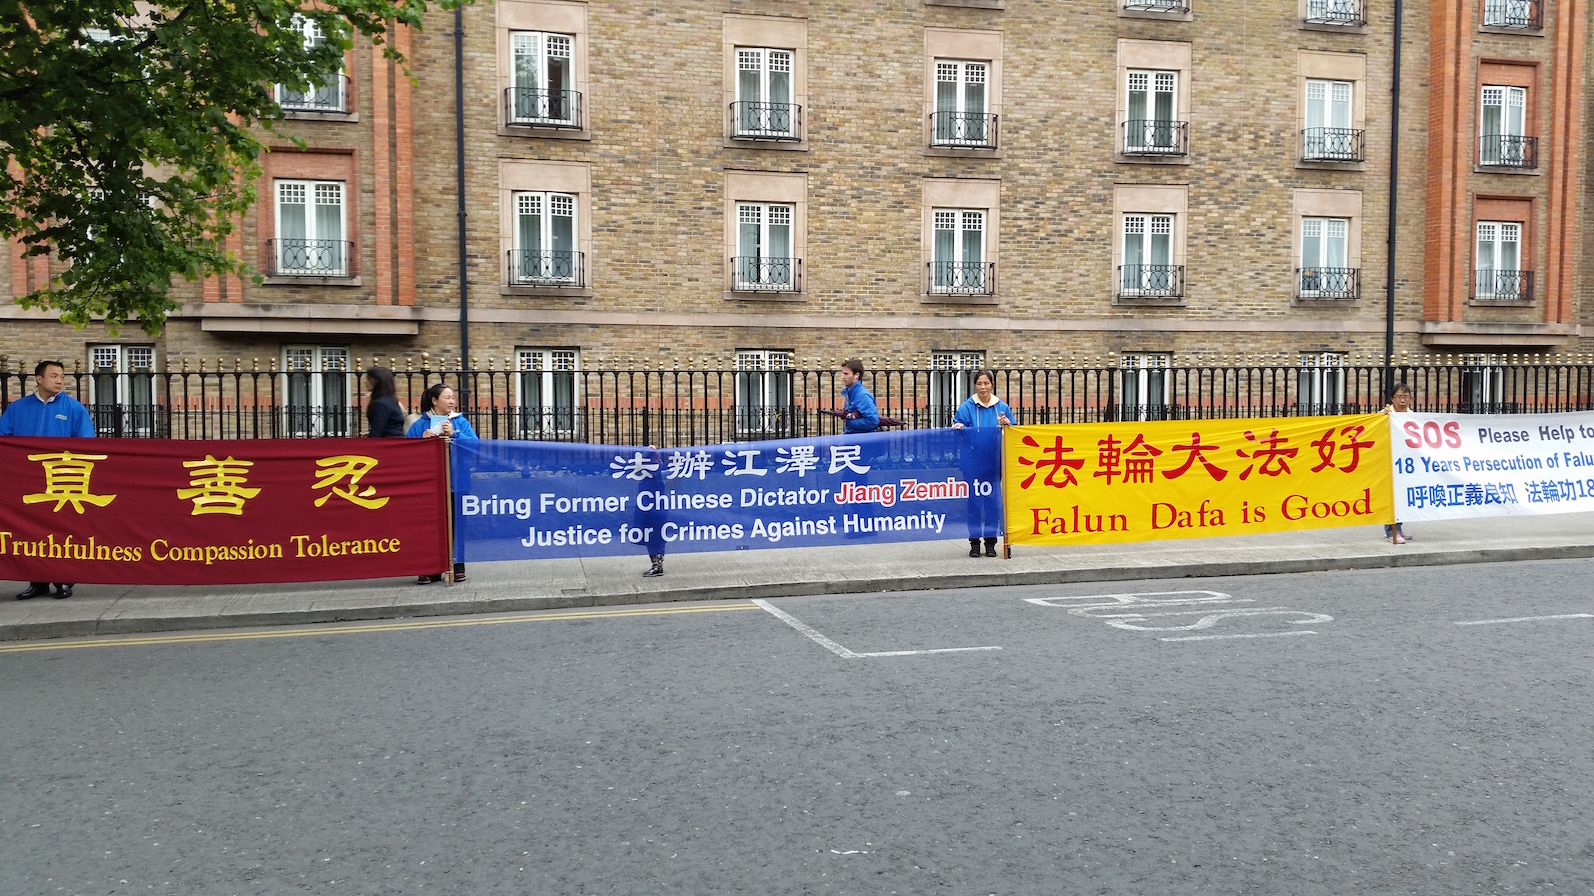 真善忍
Truthfulness Compassion Tolerance
法辦江澤民
Bring Former Chinese Dictator Jiang Zemin to
Justice for Crimes Against Humanity
法輪大法好
Falun Dafa is Good
SOS Please Help to
18 Years Persecution of Falu
呼喚正義良知 法輪功18
BUS